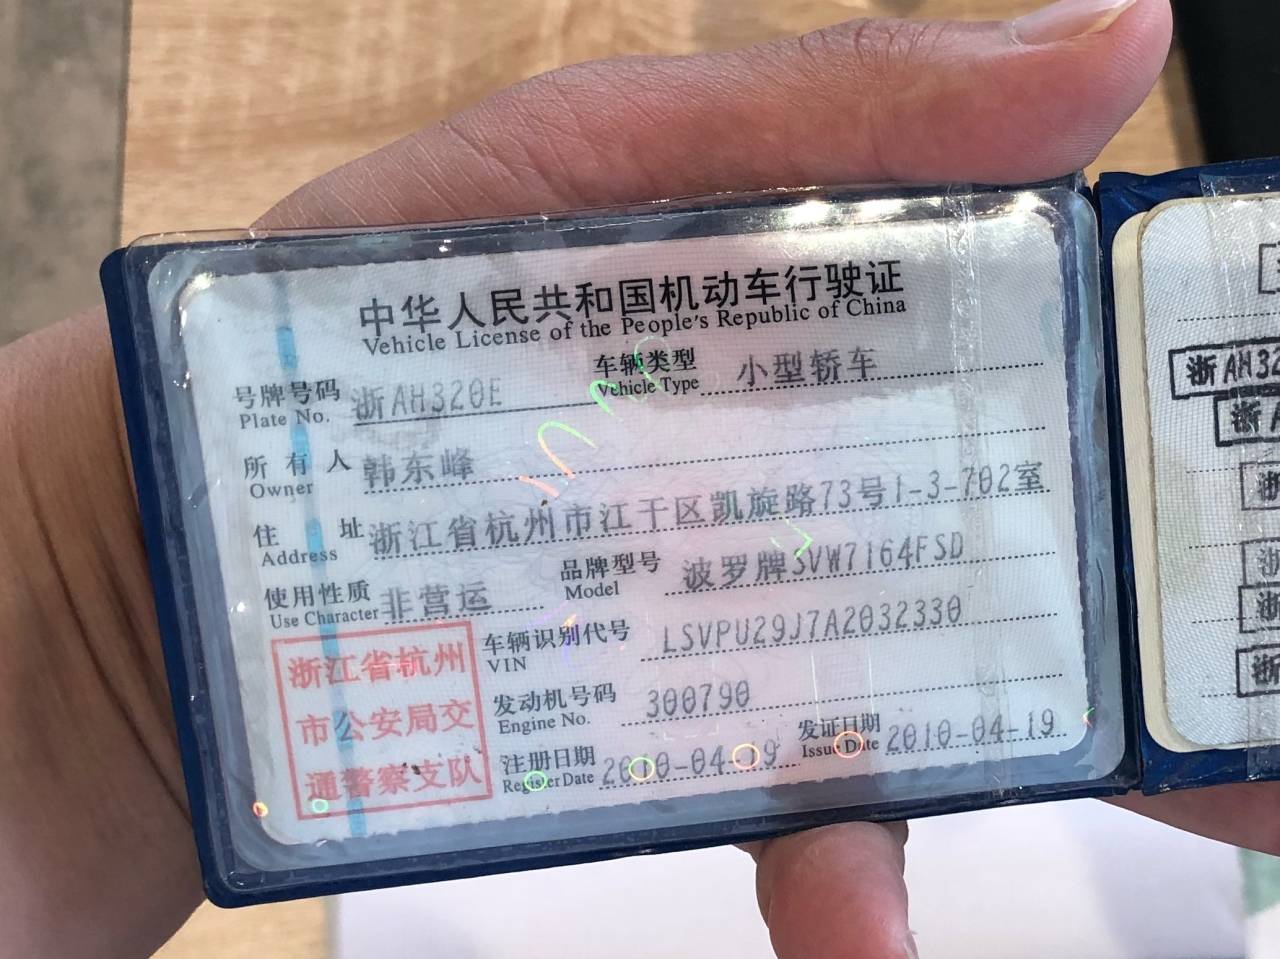 中华人民共和国机动车行驶证
Vehicle License of the People's Republic of China
号牌号码 浙AH320E 车辆类型 小型轿车
Plate No. Vehicle Type
所有人 韩东峰
Owner
住址 浙江省杭州市江干区凯旋路73号1-3-702室
Address
使用性质 非营运 品牌型号 波罗牌SVW7164FSD
Use Character Model
车辆识别代号 LSVPU29J7A2032330
VIN
发动机号码 300790
Engine No.
注册日期 2010-04-19 发证日期 2010-04-19
Register Date Issue Date
浙江省杭州
市公安局交
通警察支队
浙AH32
浙A
浙
浙
浙
浙